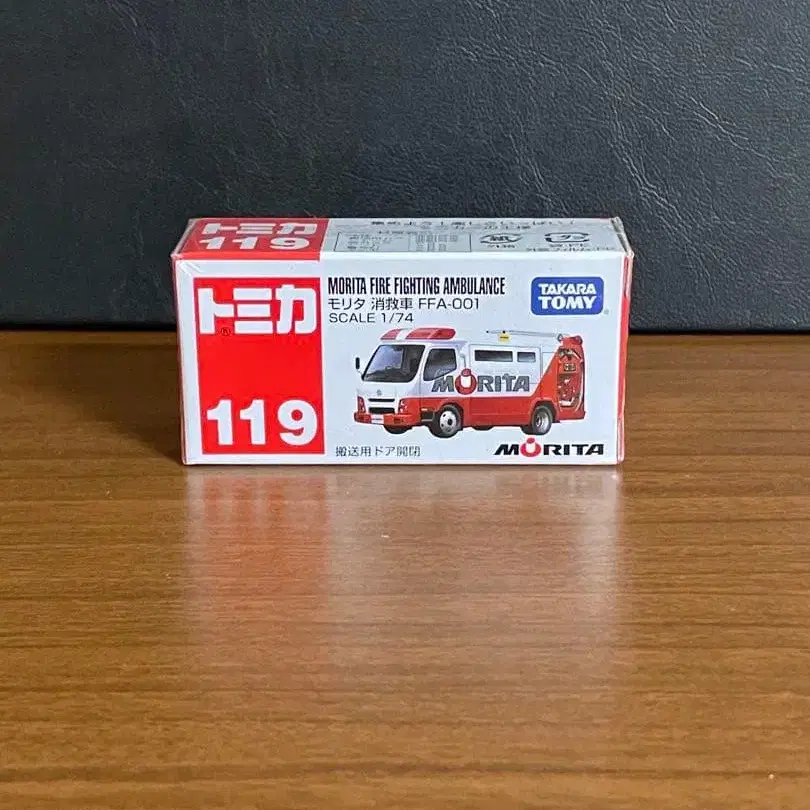 トミカ
119
トミカ
119
MORITA FIRE FIGHTING AMBULANCE
モリタ 消救車 FFA-001
SCALE 1/74
TAKARA
TOMY
MORITA
搬送用ドア開閉
MORITA